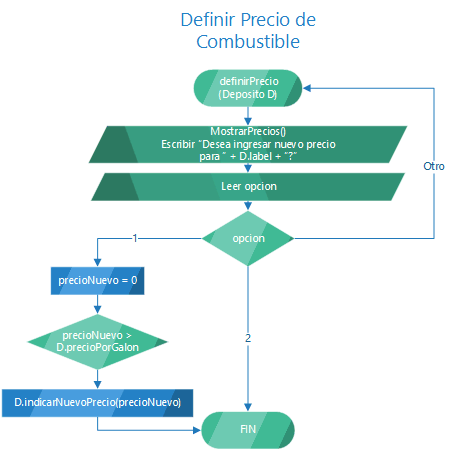 Definir Precio de
Combustible
definirPrecio
(Deposito D)
MostrarPrecios()
Escribir "Desea ingresar nuevo precio
para " + D.label + "?"
Otro
Leer opcion
opcion
1
precioNuevo = 0
precioNuevo >
D.precioPorGalon
2
D.indicarNuevoPrecio(precioNuevo)
FIN